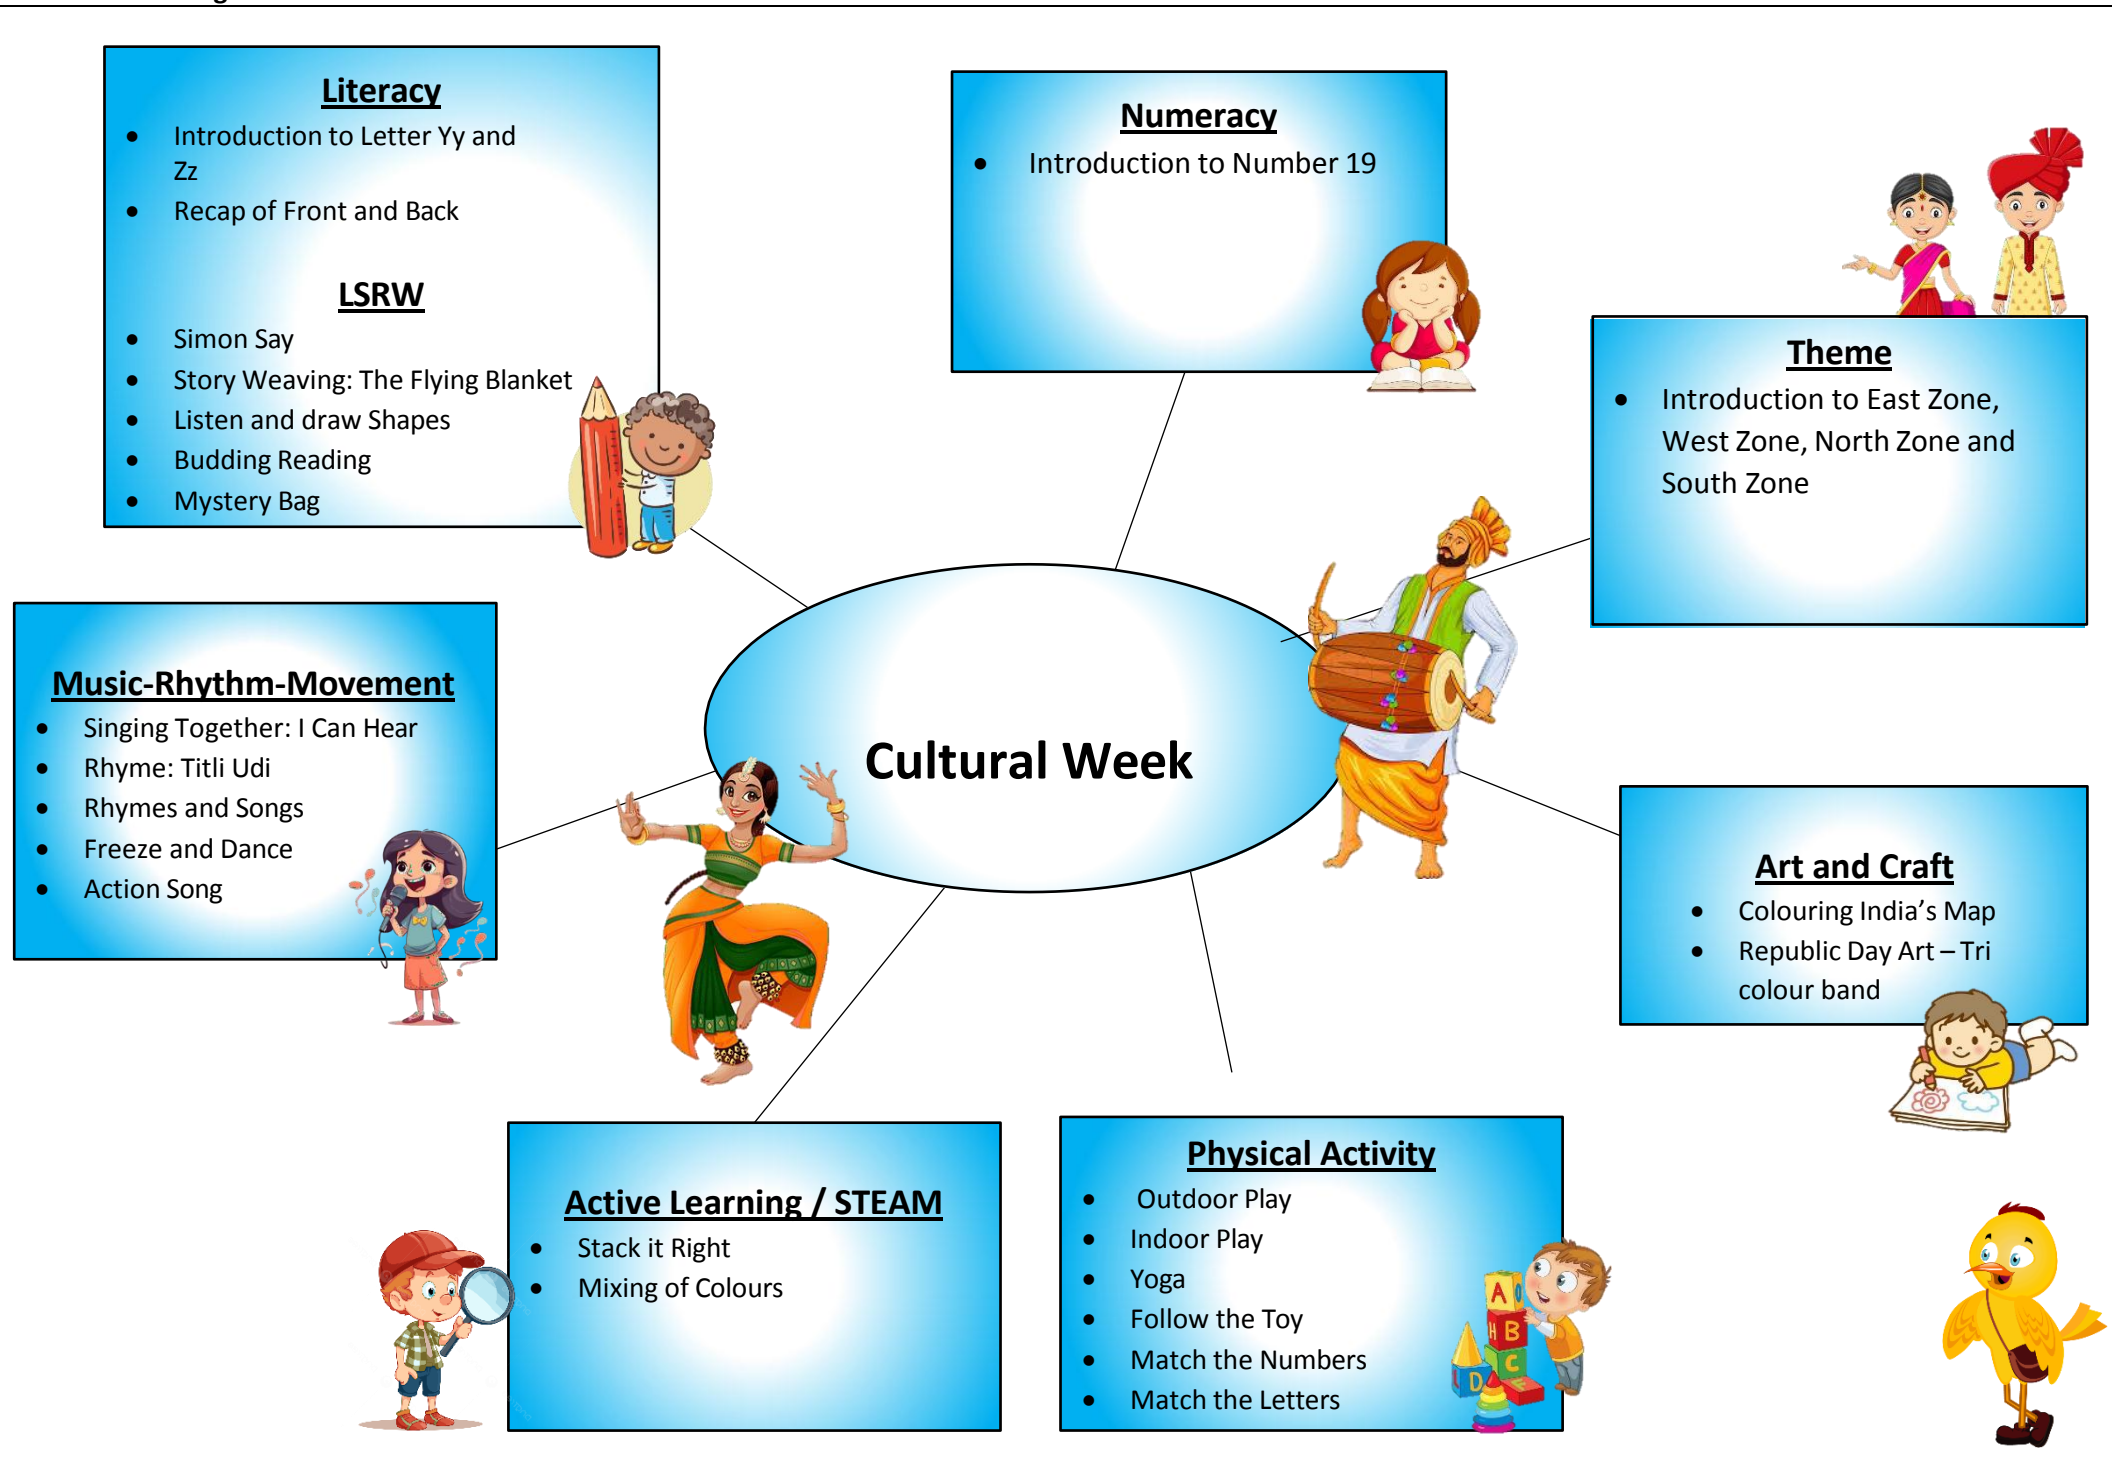 Literacy
• Introduction to Letter Yy and
Zz
• Recap of Front and Back
LSRW
• Simon Say
• Story Weaving: The Flying Blanket
• Listen and draw Shapes
• Budding Reading
• Mystery Bag
Numeracy
• Introduction to Number 19
Theme
• Introduction to East Zone,
West Zone, North Zone and
South Zone
Music-Rhythm-Movement
• Singing Together: I Can Hear
• Rhyme: Titli Udi
• Rhymes and Songs
• Freeze and Dance
• Action Song
Cultural Week
Art and Craft
• Colouring India’s Map
• Republic Day Art – Tri
colour band
Active Learning / STEAM
• Stack it Right
• Mixing of Colours
Physical Activity
• Outdoor Play
• Indoor Play
• Yoga
• Follow the Toy
• Match the Numbers
• Match the Letters
A
H B
C
L D F